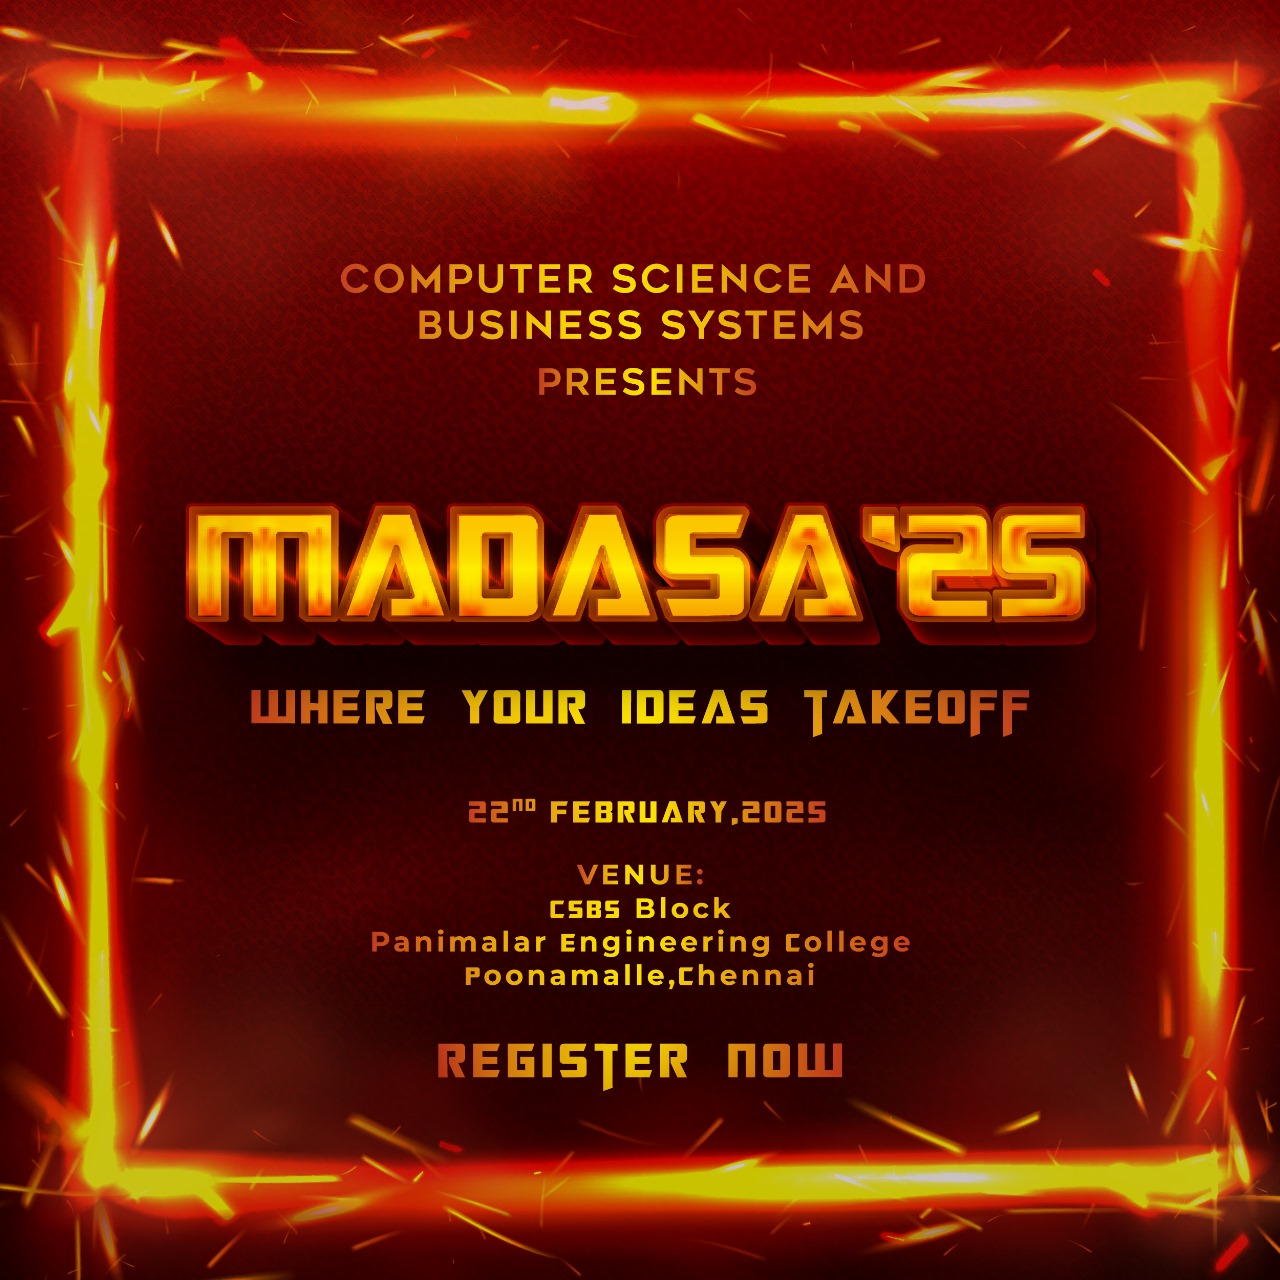 COMPUTER SCIENCE AND
BUSINESS SYSTEMS
PRESENTS
MADASA'25
WHERE YOUR IDEAS TAKEOFF
22nd FEBRUARY,2025
VENUE:
CSBS Block
Panimalar Engineering College
Poonamalle,Chennai
REGISTER NOW